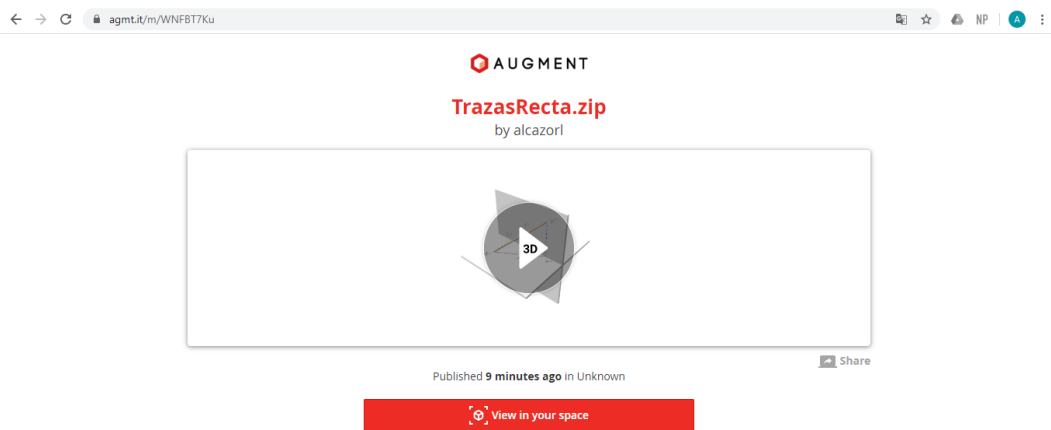 agmt.it/m/WNFBT7Ku
NP
A
AUGMENT
TrazasRecta.zip
by alcazorl
3D
Share
Published 9 minutes ago in Unknown
View in your space